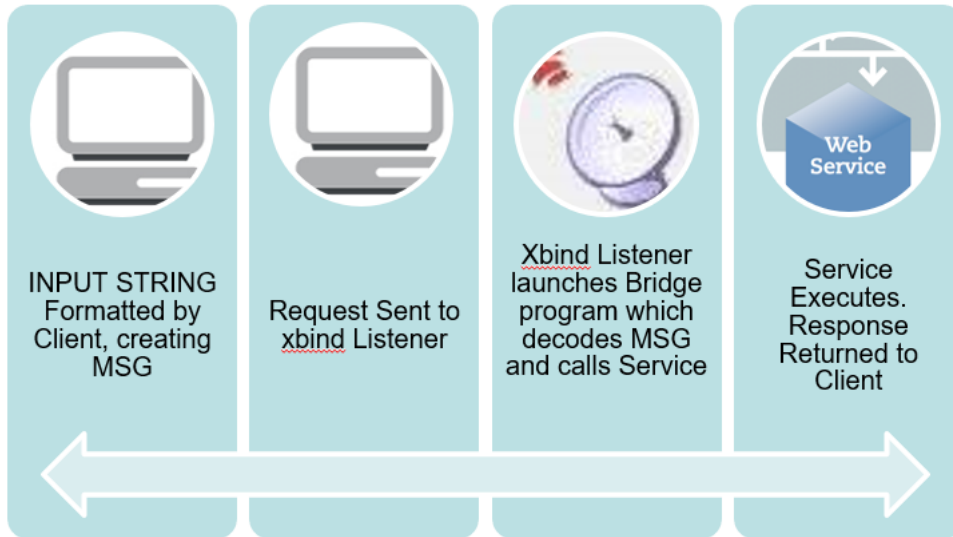 INPUT STRING
Formatted by
Client, creating
MSG
Request Sent to
xbind Listener
Xbind Listener
launches Bridge
program which
decodes MSG
and calls Service
Web
Service
Service
Executes.
Response
Returned to
Client